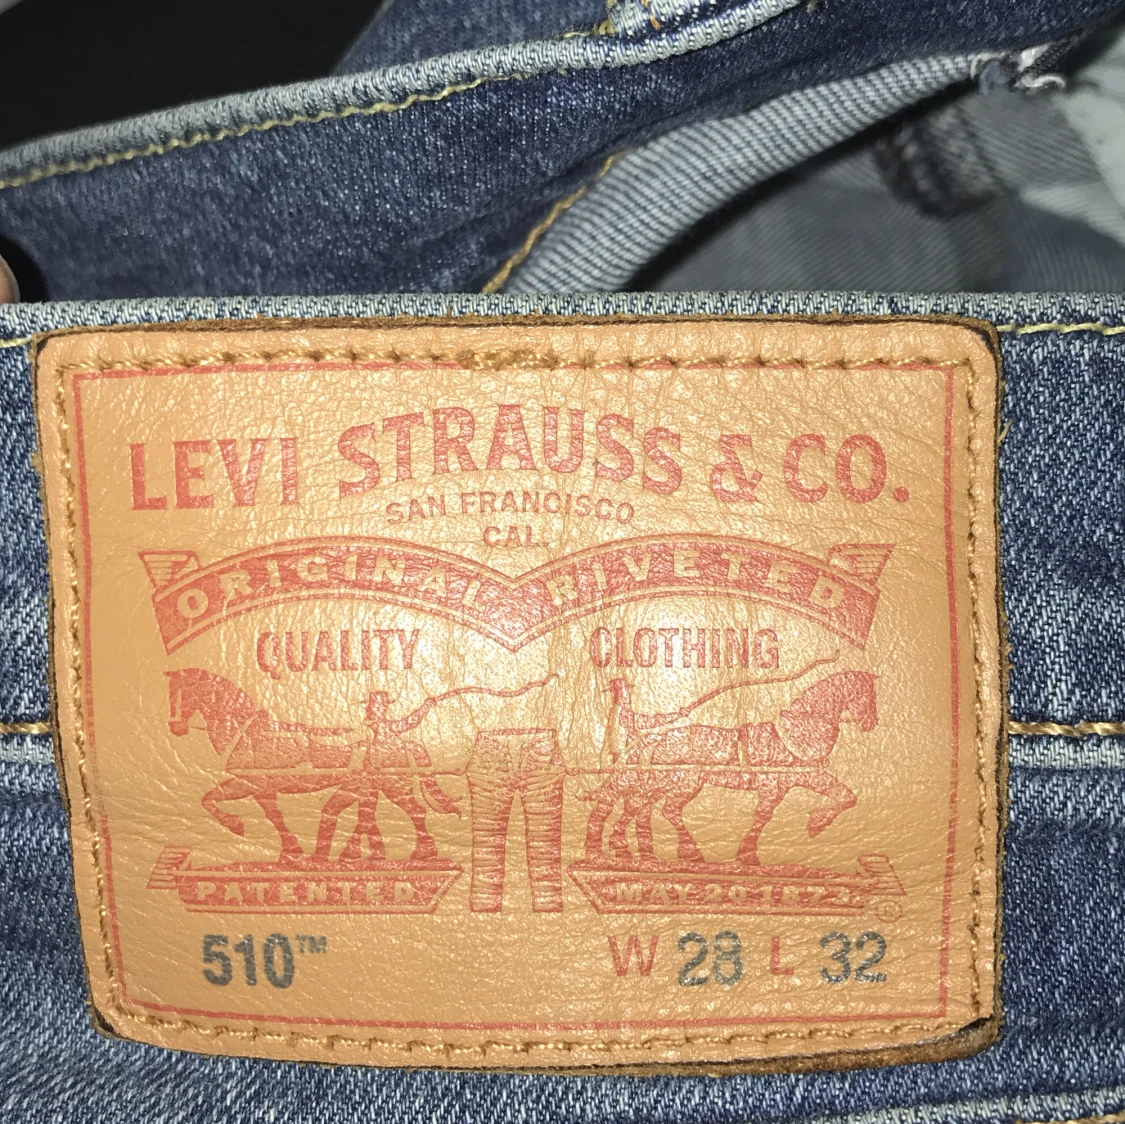 LEVI STRAUSS & CO.
SAN FRANCISCO
CAL.
ORIGINAL RIVETED
QUALITY CLOTHING
PATENTED MAY 20 1873
®
510™ W 28 L 32